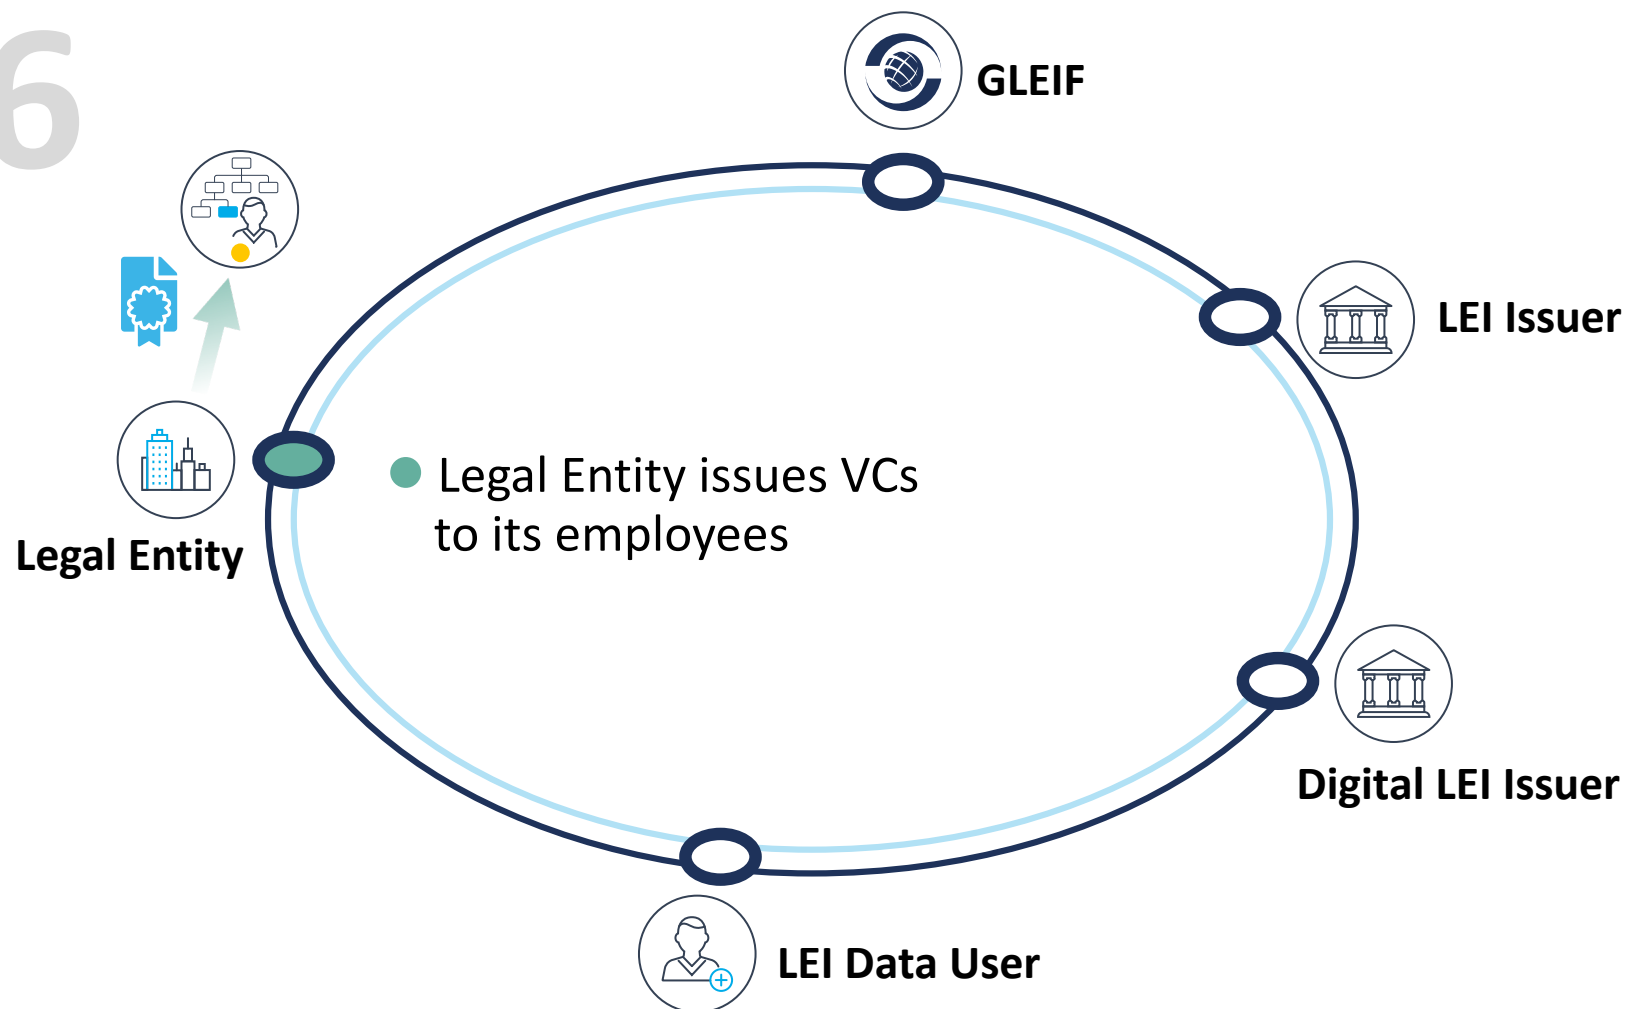 6
GLEIF
LEI Issuer
Legal Entity issues VCs
to its employees
Legal Entity
Digital LEI Issuer
LEI Data User